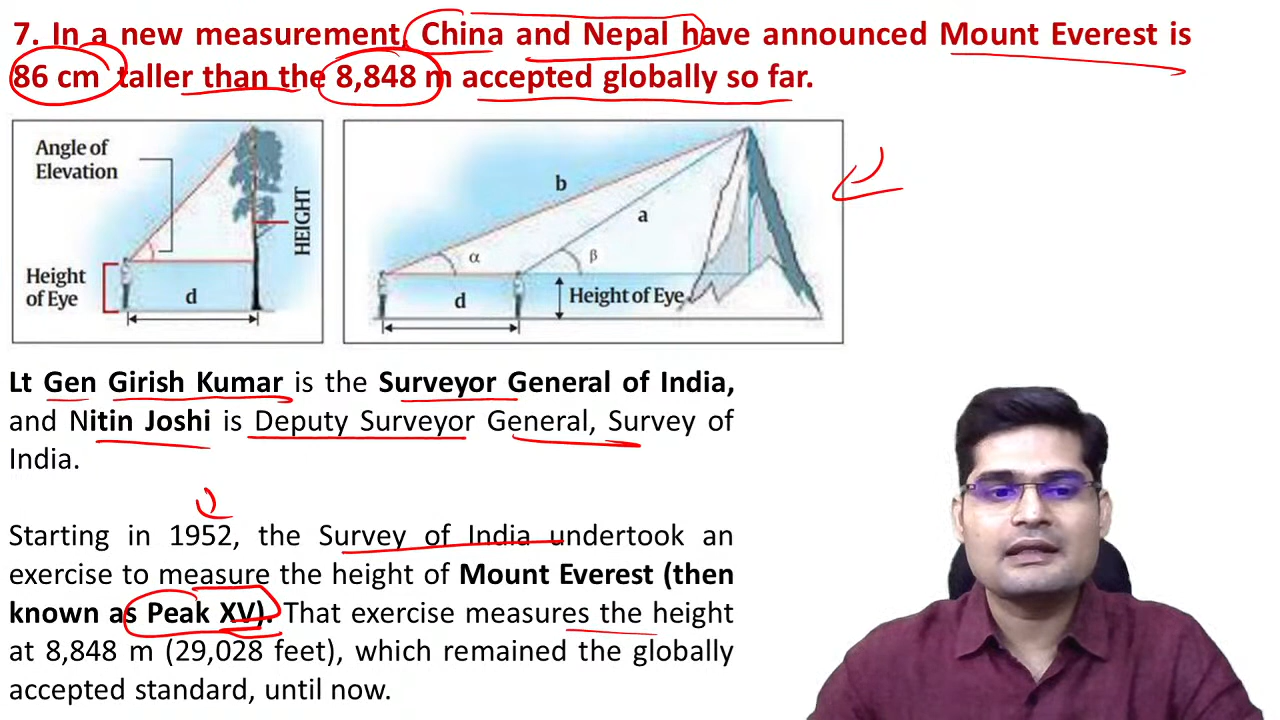 7. In a new measurement, China and Nepal have announced Mount Everest is
86 cm taller than the 8,848 m accepted globally so far.
Angle of
Elevation
HEIGHT
Height
of Eye
d
b
a
α
β
d
Height of Eye
Lt Gen Girish Kumar is the Surveyor General of India,
and Nitin Joshi is Deputy Surveyor General, Survey of
India.
Starting in 1952, the Survey of India undertook an
exercise to measure the height of Mount Everest (then
known as Peak XV). That exercise measures the height
at 8,848 m (29,028 feet), which remained the globally
accepted standard, until now.